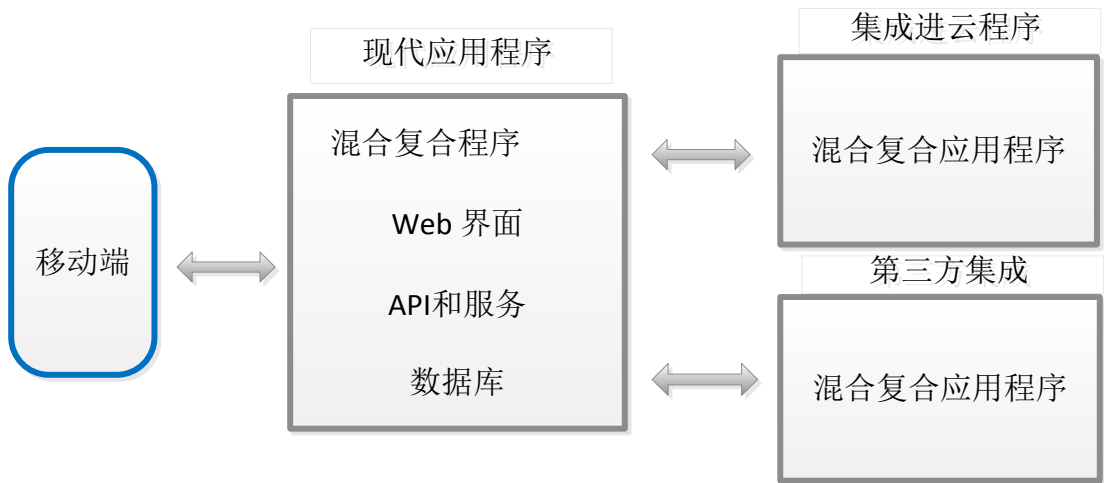 移动端
现代应用程序
混合复合程序
Web 界面
API和服务
数据库
集成进云程序
混合复合应用程序
第三方集成
混合复合应用程序